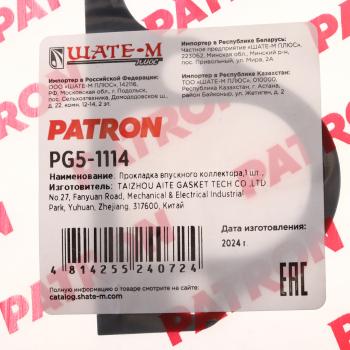 ШАТЕ-М
ПЛЮС
Импортер в Российской Федерации:
ООО «ШАТЕ-М ПЛЮС», 142116,
РФ, Московская обл., г. Подольск,
пос. Сельхозтехника, Домодедовское ш.,
д. 22, комн. 12-14, 2 эт.
Импортер в Республике Беларусь:
Частное предприятие «ШАТЕ-М ПЛЮС»,
223062, Минская обл., Минский р-н,
пос. Привольный, ул. Мира, 2А
Импортер в Республике Казахстан:
ТОО «ШАТЕ-М ПЛЮС», 010000,
Республика Казахстан, г. Астана,
район Байконыр, ул. Жетиген, д. 2
PATRON
PG5-1114
Наименование: Прокладка впускного коллектора,1 шт.,
Изготовитель: TAIZHOU AITE GASKET TECH CO LTD
No.27, Fanyuan Road, Mechanical & Electrical Industrial
Park, Yuhuan, Zhejiang, 317600, Китай
Дата изготовления:
2024 г.
4 814255 240724
EAC
Подробную информацию о товаре смотрите на сайте:
catalog.shate-m.com